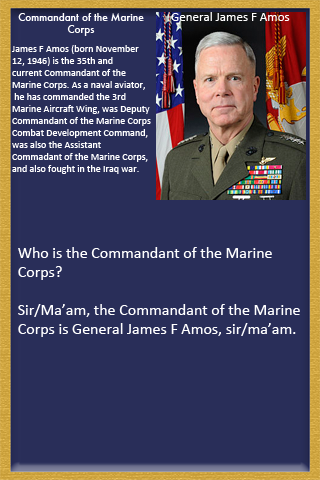 Commandant of the Marine
Corps
General James F Amos
James F Amos (born November
12, 1946) is the 35th and
current Commandant of the
Marine Corps. As a naval aviator,
he has commanded the 3rd
Marine Aircraft Wing, was Deputy
Commandant of the Marine Corps
Combat Development Command,
was also the Assistant
Commadant of the Marine Corps,
and also fought in the Iraq war.
Who is the Commandant of the Marine
Corps?
Sir/Ma’am, the Commandant of the Marine
Corps is General James F Amos, sir/ma’am.